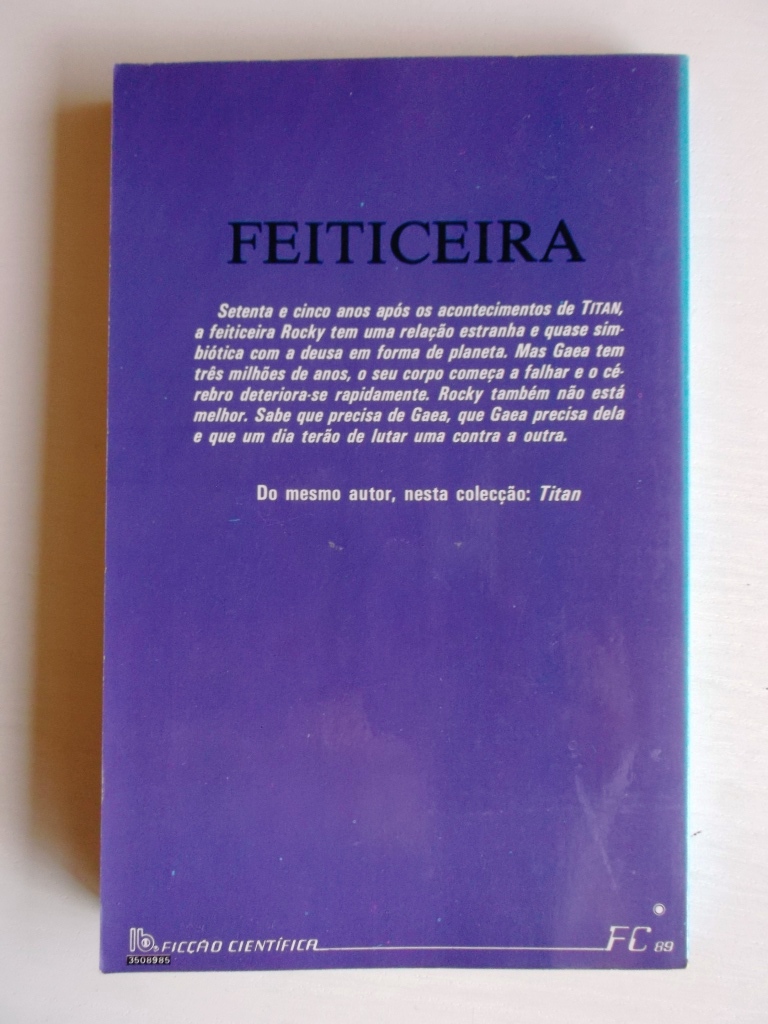 FEITICEIRA
Setenta e cinco anos após os acontecimentos de TITAN,
a feiticeira Rocky tem uma relação estranha e quase sim-
biótica com a deusa em forma de planeta. Mas Gaea tem
três milhões de anos, o seu corpo começa a falhar e o cé-
rebro deteriora-se rapidamente. Rocky também não está
melhor. Sabe que precisa de Gaea, que Gaea precisa dela
e que um dia terão de lutar uma contra a outra.
Do mesmo autor, nesta colecção: Titan
FICÇÃO CIENTÍFICA FC 89
3508985